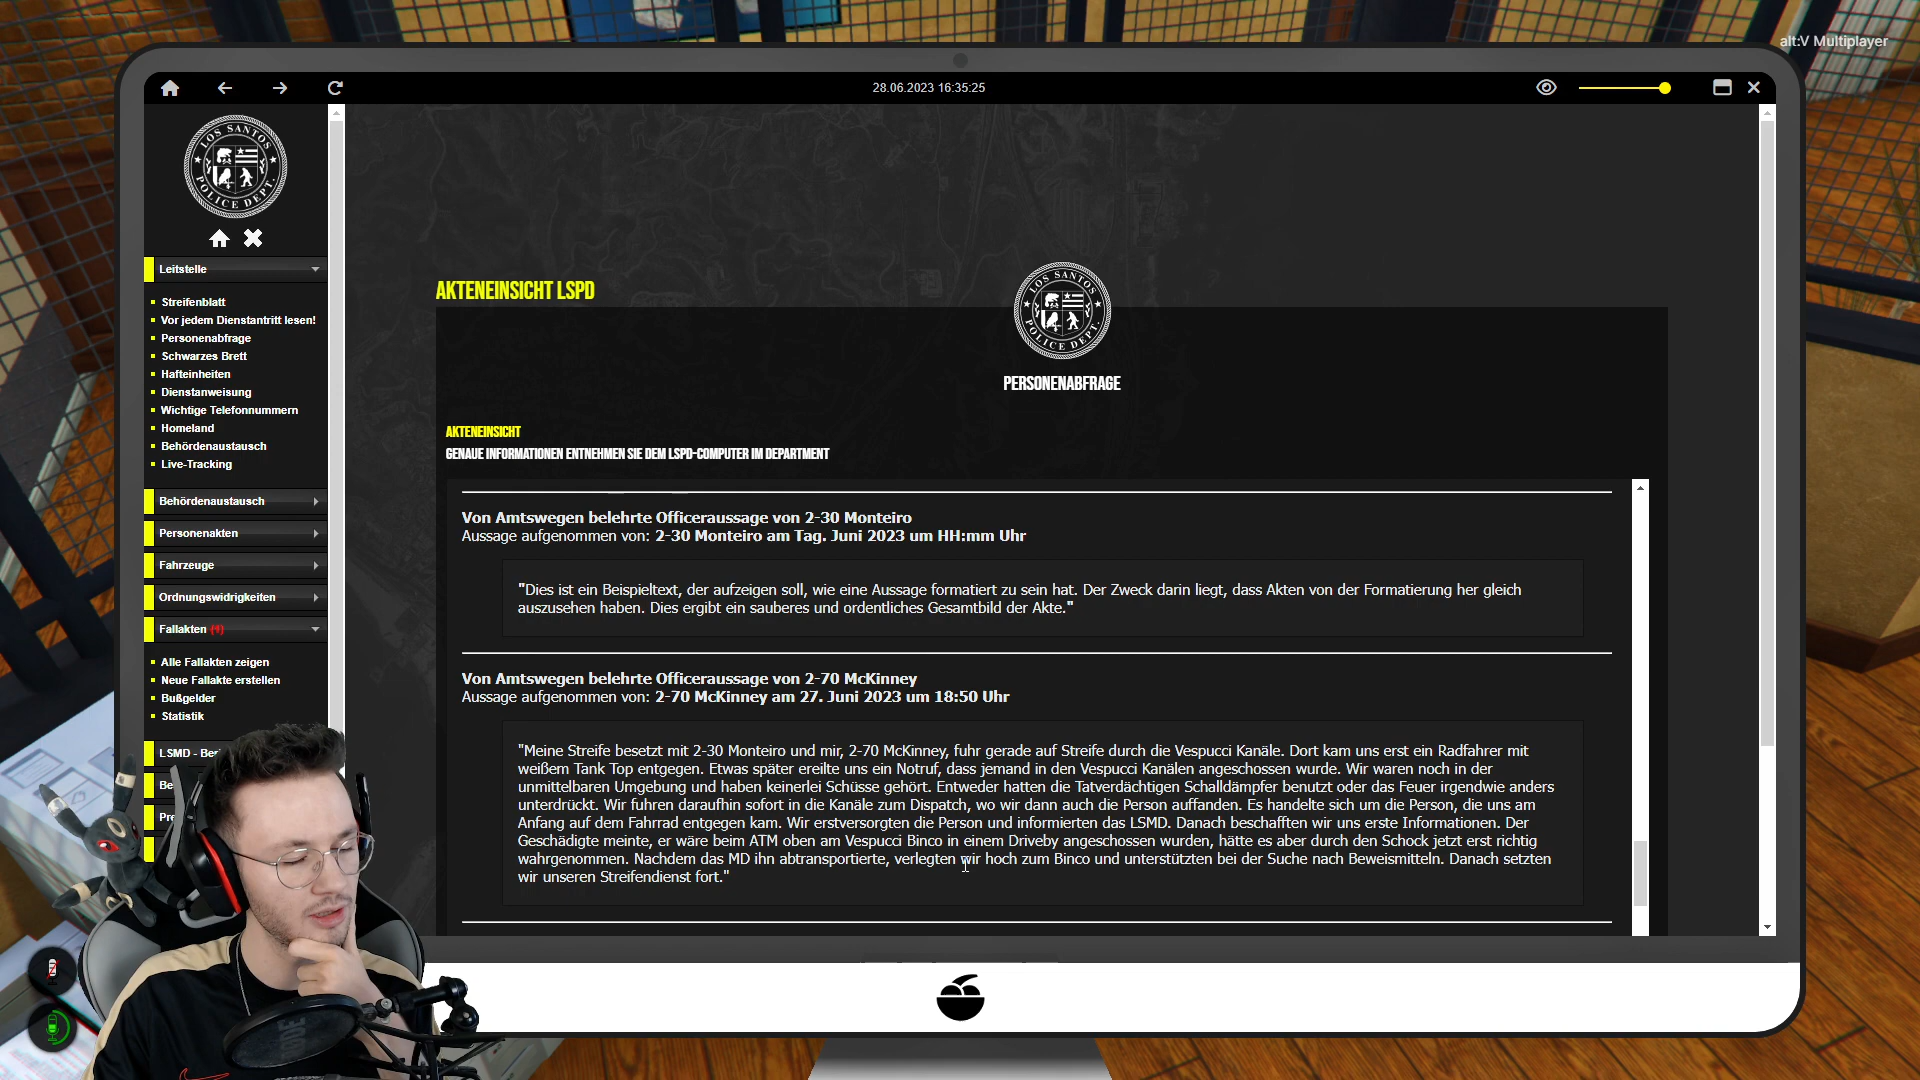 alt:V Multiplayer
28.06.2023 16:35:25
LOS SANTOS
POLICE DEPT.
Leitstelle
Streifenblatt
Vor jedem Dienstantritt lesen!
Personenabfrage
Schwarzes Brett
Hafteinheiten
Dienstanweisung
Wichtige Telefonnummern
Homeland
Behördenaustausch
Live-Tracking
Behördenaustausch
Personenakten
Fahrzeuge
Ordnungswidrigkeiten
Fallakten (4)
Alle Fallakten zeigen
Neue Fallakte erstellen
Bußgelder
Statistik
LSMD - Be
Be
Pre
AKTENEINSICHT LSPD
LOS SANTOS
POLICE DEPT.
PERSONENABFRAGE
AKTENEINSICHT
GENAUE INFORMATIONEN ENTNEHMEN SIE DEM LSPD-COMPUTER IM DEPARTMENT
Von Amtswegen belehrte Officeraussage von 2-30 Monteiro
Aussage aufgenommen von: 2-30 Monteiro am Tag. Juni 2023 um HH:mm Uhr
"Dies ist ein Beispieltext, der aufzeigen soll, wie eine Aussage formatiert zu sein hat. Der Zweck darin liegt, dass Akten von der Formatierung her gleich
auszusehen haben. Dies ergibt ein sauberes und ordentliches Gesamtbild der Akte."
Von Amtswegen belehrte Officeraussage von 2-70 McKinney
Aussage aufgenommen von: 2-70 McKinney am 27. Juni 2023 um 18:50 Uhr
"Meine Streife besetzt mit 2-30 Monteiro und mir, 2-70 McKinney, fuhr gerade auf Streife durch die Vespucci Kanäle. Dort kam uns erst ein Radfahrer mit
weißem Tank Top entgegen. Etwas später ereilte uns ein Notruf, dass jemand in den Vespucci Kanälen angeschossen wurde. Wir waren noch in der
unmittelbaren Umgebung und haben keinerlei Schüsse gehört. Entweder hatten die Tatverdächtigen Schalldämpfer benutzt oder das Feuer irgendwie anders
unterdrückt. Wir fuhren daraufhin sofort in die Kanäle zum Dispatch, wo wir dann auch die Person auffanden. Es handelte sich um die Person, die uns am
Anfang auf dem Fahrrad entgegen kam. Wir erstversorgten die Person und informierten das LSMD. Danach beschafften wir uns erste Informationen. Der
Geschädigte meinte, er wäre beim ATM oben am Vespucci Binco in einem Driveby angeschossen wurden, hätte es aber durch den Schock jetzt erst richtig
wahrgenommen. Nachdem das MD ihn abtransportierte, verlegten wir hoch zum Binco und unterstützten bei der Suche nach Beweismitteln. Danach setzten
wir unseren Streifendienst fort."